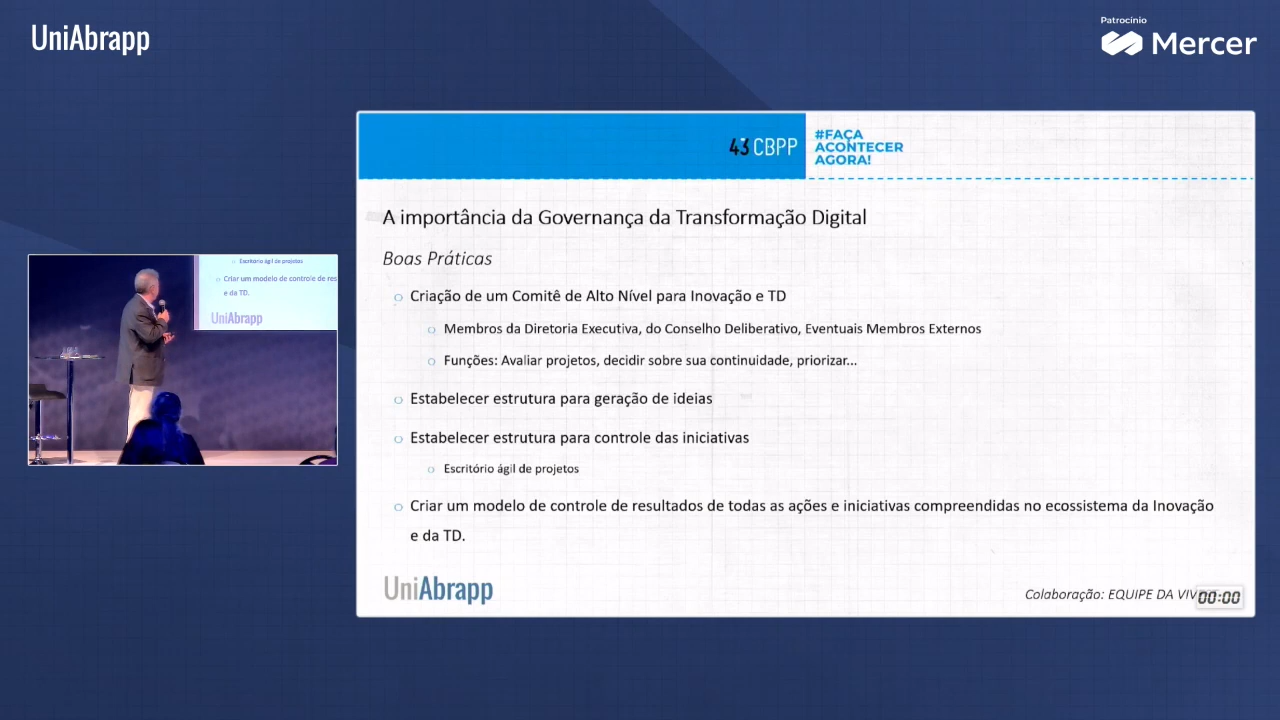 UniAbrapp
Patrocínio
Mercer
43 CBPP
#FAÇA
ACONTECER
AGORA!
A importância da Governança da Transformação Digital
Boas Práticas
Criação de um Comitê de Alto Nível para Inovação e TD
Membros da Diretoria Executiva, do Conselho Deliberativo, Eventuais Membros Externos
Funções: Avaliar projetos, decidir sobre sua continuidade, priorizar...
Estabelecer estrutura para geração de ideias
Estabelecer estrutura para controle das iniciativas
Escritório ágil de projetos
Criar um modelo de controle de resultados de todas as ações e iniciativas compreendidas no ecossistema da Inovação
e da TD.
UniAbrapp
Colaboração: EQUIPE DA
00:00
Escritório ágil de projetos
Criar um modelo de controle de res
e da TD.
UniAbrapp